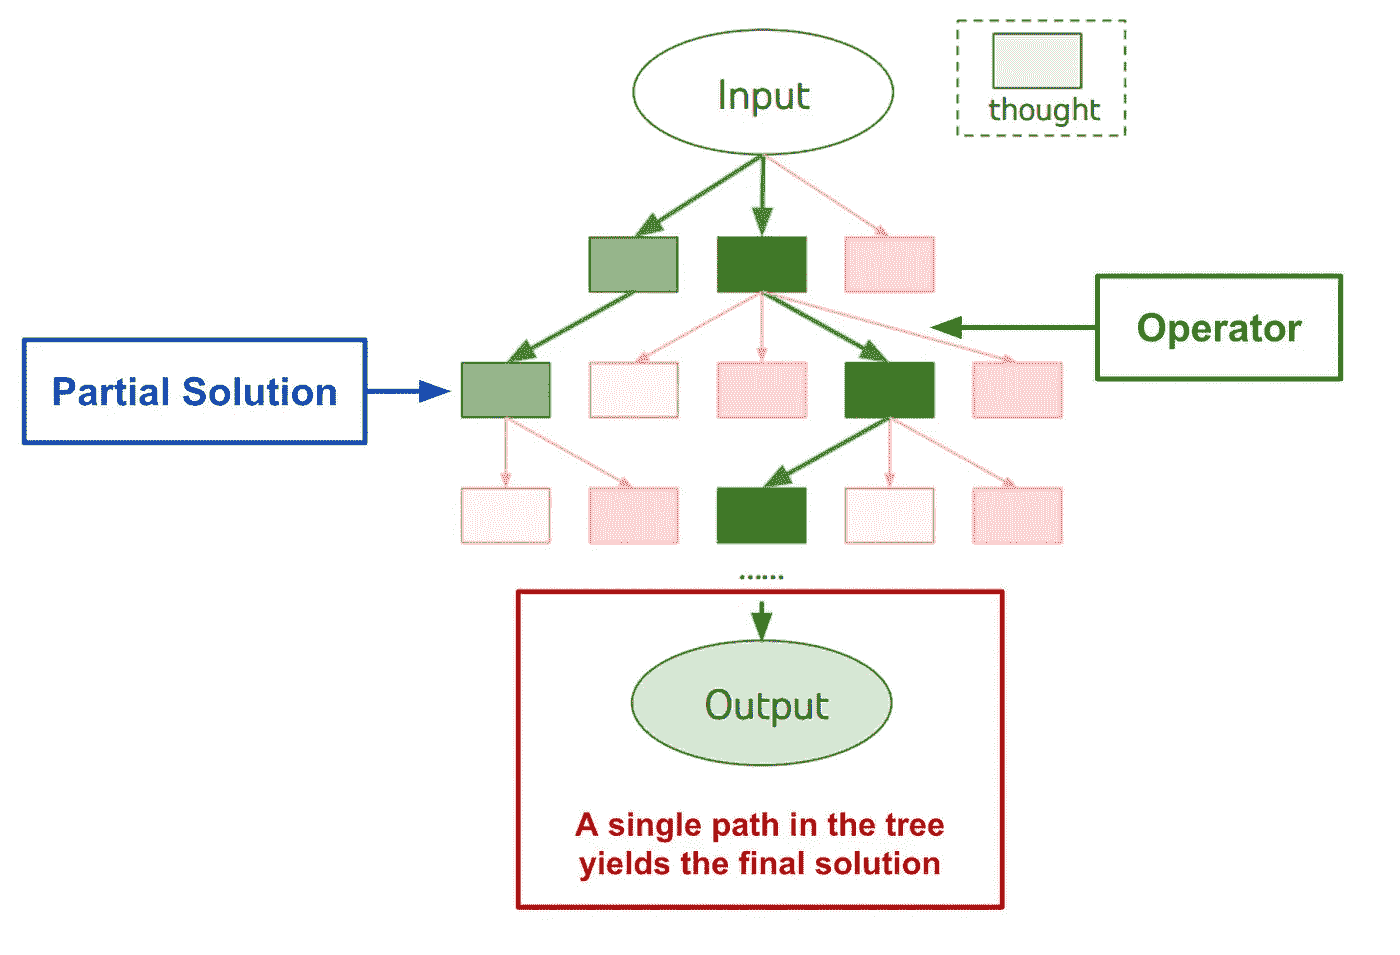 Input
thought
Operator
Partial Solution
......
Output
A single path in the tree
yields the final solution